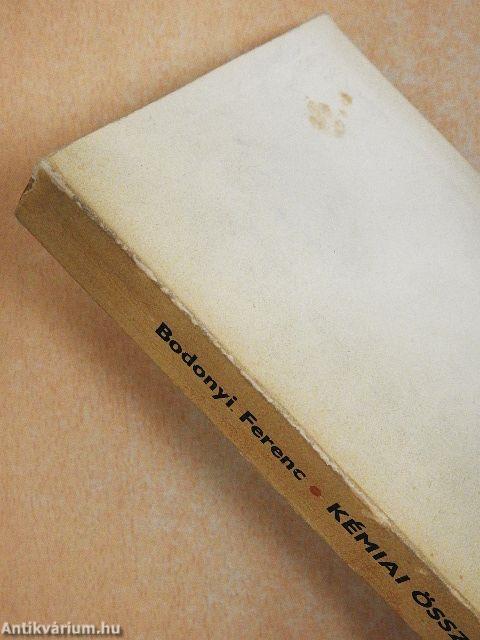 Bodonyi Ferenc • KÉMIAI ÖSSZ
Antikvárium.hu